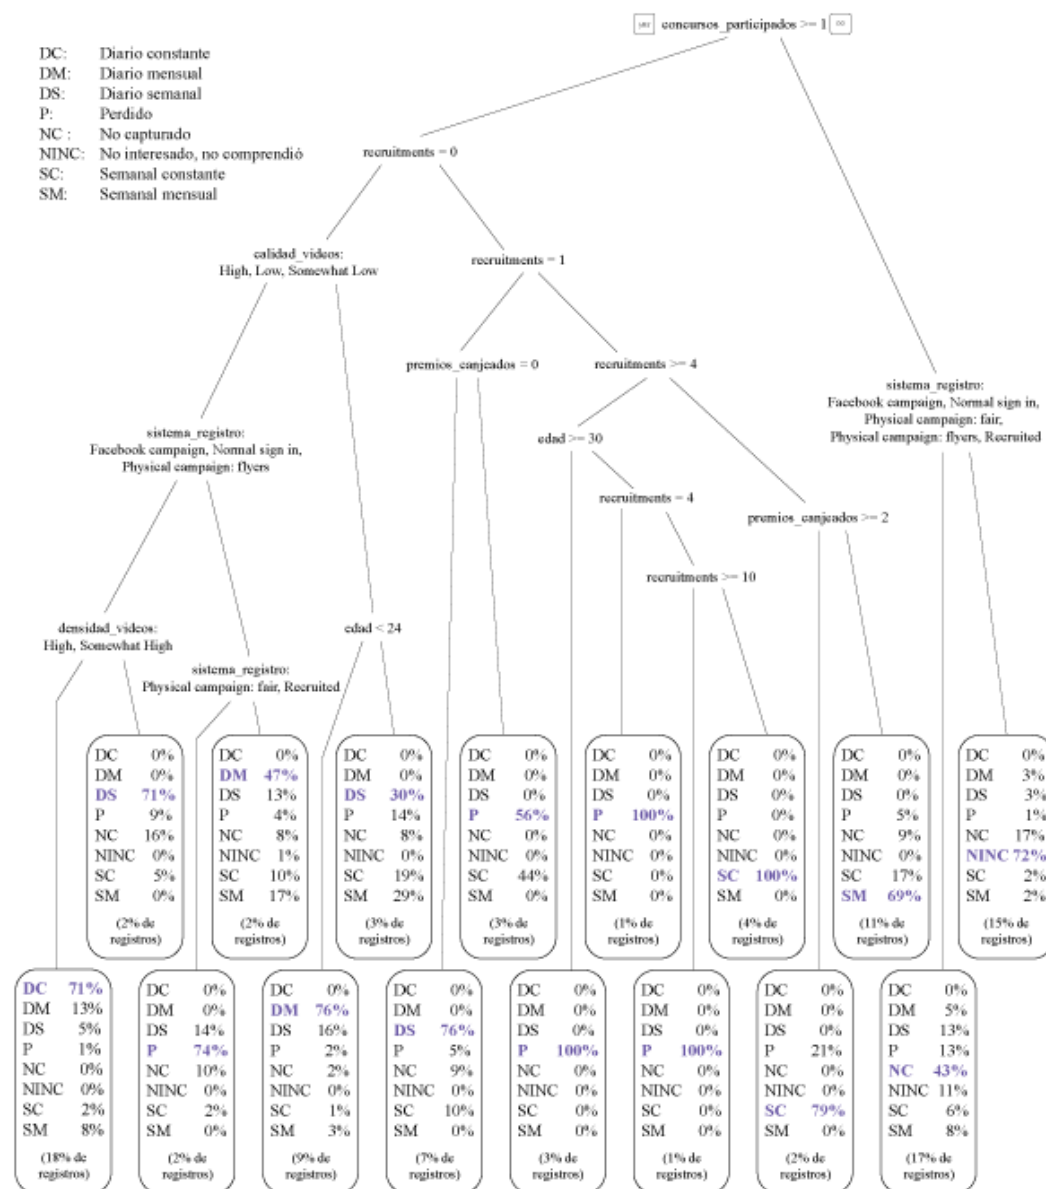 yes concursos_participados >= 1 no
DC: Diario constante
DM: Diario mensual
DS: Diario semanal
P: Perdido
NC : No capturado
NINC: No interesado, no comprendió
SC: Semanal constante
SM: Semanal mensual
recruitments = 0
calidad_videos:
High, Low, Somewhat Low
recruitments = 1
premios_canjeados = 0
recruitments >= 4
sistema_registro:
Facebook campaign, Normal sign in,
Physical campaign: fair,
Physical campaign: flyers, Recruited
sistema_registro:
Facebook campaign, Normal sign in,
Physical campaign: flyers
edad >= 30
recruitments = 4
premios_canjeados >= 2
recruitments >= 10
densidad_videos:
High, Somewhat High
edad < 24
sistema_registro:
Physical campaign: fair, Recruited
DC 0%
DM 0%
DS 71%
P 9%
NC 16%
NINC 0%
SC 5%
SM 0%
(2% de
registros)
DC 0%
DM 47%
DS 13%
P 4%
NC 8%
NINC 1%
SC 10%
SM 17%
(2% de
registros)
DC 0%
DM 0%
DS 30%
P 14%
NC 8%
NINC 0%
SC 19%
SM 29%
(3% de
registros)
DC 0%
DM 0%
DS 0%
P 56%
NC 0%
NINC 0%
SC 44%
SM 0%
(3% de
registros)
DC 0%
DM 0%
DS 0%
P 100%
NC 0%
NINC 0%
SC 0%
SM 0%
(1% de
registros)
DC 0%
DM 0%
DS 0%
P 0%
NC 0%
NINC 0%
SC 100%
SM 0%
(4% de
registros)
DC 0%
DM 0%
DS 0%
P 5%
NC 9%
NINC 0%
SC 17%
SM 69%
(11% de
registros)
DC 0%
DM 3%
DS 3%
P 1%
NC 17%
NINC 72%
SC 2%
SM 2%
(15% de
registros)
DC 71%
DM 13%
DS 5%
P 1%
NC 0%
NINC 0%
SC 2%
SM 8%
(18% de
registros)
DC 0%
DM 0%
DS 14%
P 74%
NC 10%
NINC 0%
SC 2%
SM 0%
(2% de
registros)
DC 0%
DM 76%
DS 16%
P 2%
NC 2%
NINC 0%
SC 1%
SM 3%
(9% de
registros)
DC 0%
DM 0%
DS 76%
P 5%
NC 9%
NINC 0%
SC 10%
SM 0%
(7% de
registros)
DC 0%
DM 0%
DS 0%
P 100%
NC 0%
NINC 0%
SC 0%
SM 0%
(3% de
registros)
DC 0%
DM 0%
DS 0%
P 100%
NC 0%
NINC 0%
SC 0%
SM 0%
(1% de
registros)
DC 0%
DM 0%
DS 0%
P 21%
NC 0%
NINC 0%
SC 79%
SM 0%
(2% de
registros)
DC 0%
DM 5%
DS 13%
P 13%
NC 43%
NINC 11%
SC 6%
SM 8%
(17% de
registros)